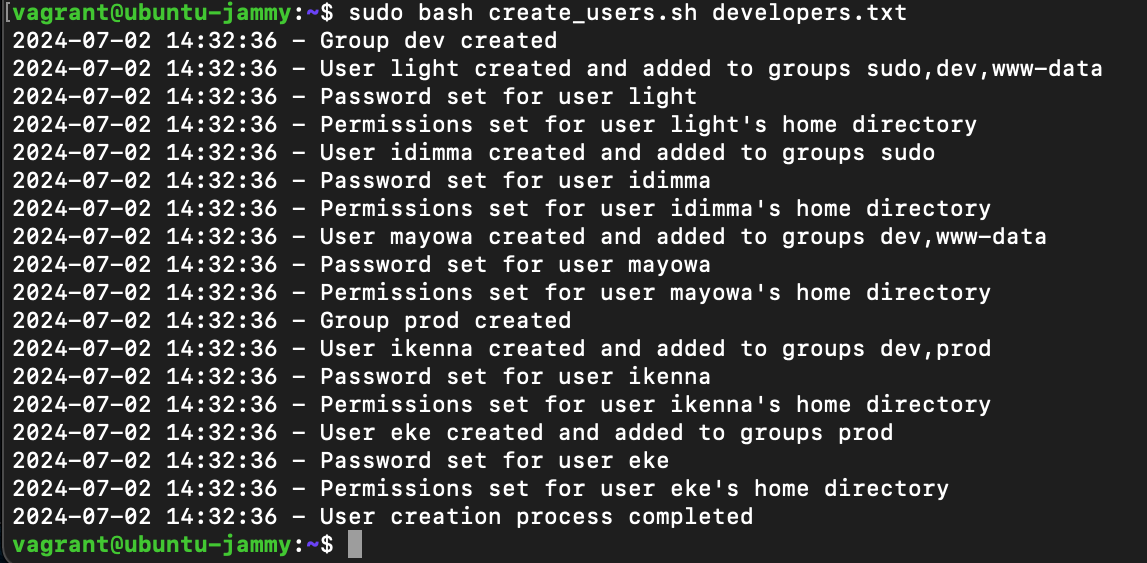 [vagrant@ubuntu-jammy:~$ sudo bash create_users.sh developers.txt
2024-07-02 14:32:36 - Group dev created
2024-07-02 14:32:36 - User light created and added to groups sudo,dev,www-data
2024-07-02 14:32:36 - Password set for user light
2024-07-02 14:32:36 - Permissions set for user light's home directory
2024-07-02 14:32:36 - User idimma created and added to groups sudo
2024-07-02 14:32:36 - Password set for user idimma
2024-07-02 14:32:36 - Permissions set for user idimma's home directory
2024-07-02 14:32:36 - User mayowa created and added to groups dev,www-data
2024-07-02 14:32:36 - Password set for user mayowa
2024-07-02 14:32:36 - Permissions set for user mayowa's home directory
2024-07-02 14:32:36 - Group prod created
2024-07-02 14:32:36 - User ikenna created and added to groups dev,prod
2024-07-02 14:32:36 - Password set for user ikenna
2024-07-02 14:32:36 - Permissions set for user ikenna's home directory
2024-07-02 14:32:36 - User eke created and added to groups prod
2024-07-02 14:32:36 - Password set for user eke
2024-07-02 14:32:36 - Permissions set for user eke's home directory
2024-07-02 14:32:36 - User creation process completed
vagrant@ubuntu-jammy:~$